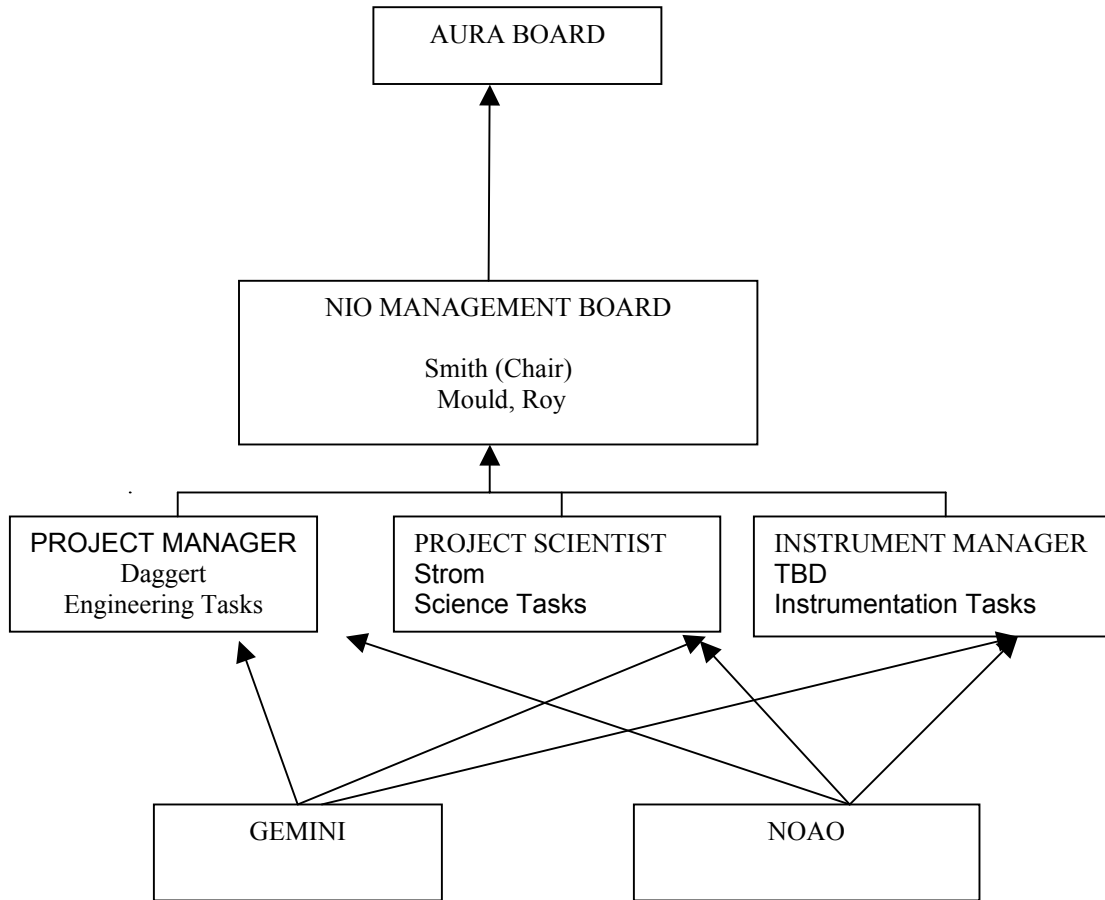 AURA BOARD
NIO MANAGEMENT BOARD
Smith (Chair)
Mould, Roy
PROJECT MANAGER
Daggert
Engineering Tasks
PROJECT SCIENTIST
Strom
Science Tasks
INSTRUMENT MANAGER
TBD
Instrumentation Tasks
GEMINI
NOAO